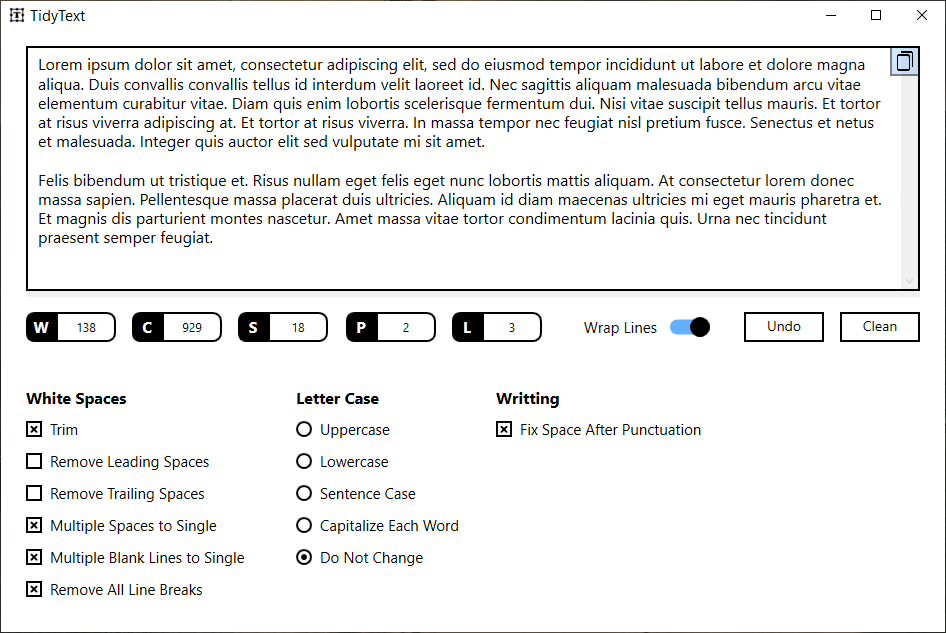 TidyText
Lorem ipsum dolor sit amet, consectetur adipiscing elit, sed do eiusmod tempor incididunt ut labore et dolore magna
aliqua. Duis convallis convallis tellus id interdum velit laoreet id. Nec sagittis aliquam malesuada bibendum arcu vitae
elementum curabitur vitae. Diam quis enim lobortis scelerisque fermentum dui. Nisi vitae suscipit tellus mauris. Et tortor
at risus viverra adipiscing at. Et tortor at risus viverra. In massa tempor nec feugiat nisl pretium fusce. Senectus et netus
et malesuada. Integer quis auctor elit sed vulputate mi sit amet.
Felis bibendum ut tristique et. Risus nullam eget felis eget nunc lobortis mattis aliquam. At consectetur lorem donec
massa sapien. Pellentesque massa placerat duis ultricies. Aliquam id diam maecenas ultricies mi eget mauris pharetra et.
Et magnis dis parturient montes nascetur. Amet massa vitae tortor condimentum lacinia quis. Urna nec tincidunt
praesent semper feugiat.
W 138 C 929 S 18 P 2 L 3 Wrap Lines Undo Clean
White Spaces
Trim
Remove Leading Spaces
Remove Trailing Spaces
Multiple Spaces to Single
Multiple Blank Lines to Single
Remove All Line Breaks
Letter Case
Uppercase
Lowercase
Sentence Case
Capitalize Each Word
Do Not Change
Writting
Fix Space After Punctuation